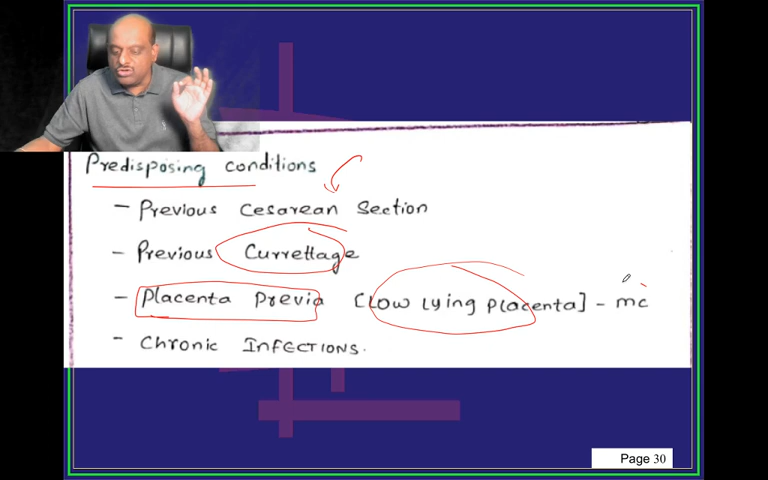 Predisposing conditions
- Previous Cesarean Section
- Previous Currettage
- Placenta Previa [Low Lying Placenta] - mc
- Chronic INFECTIONS.
Page 30